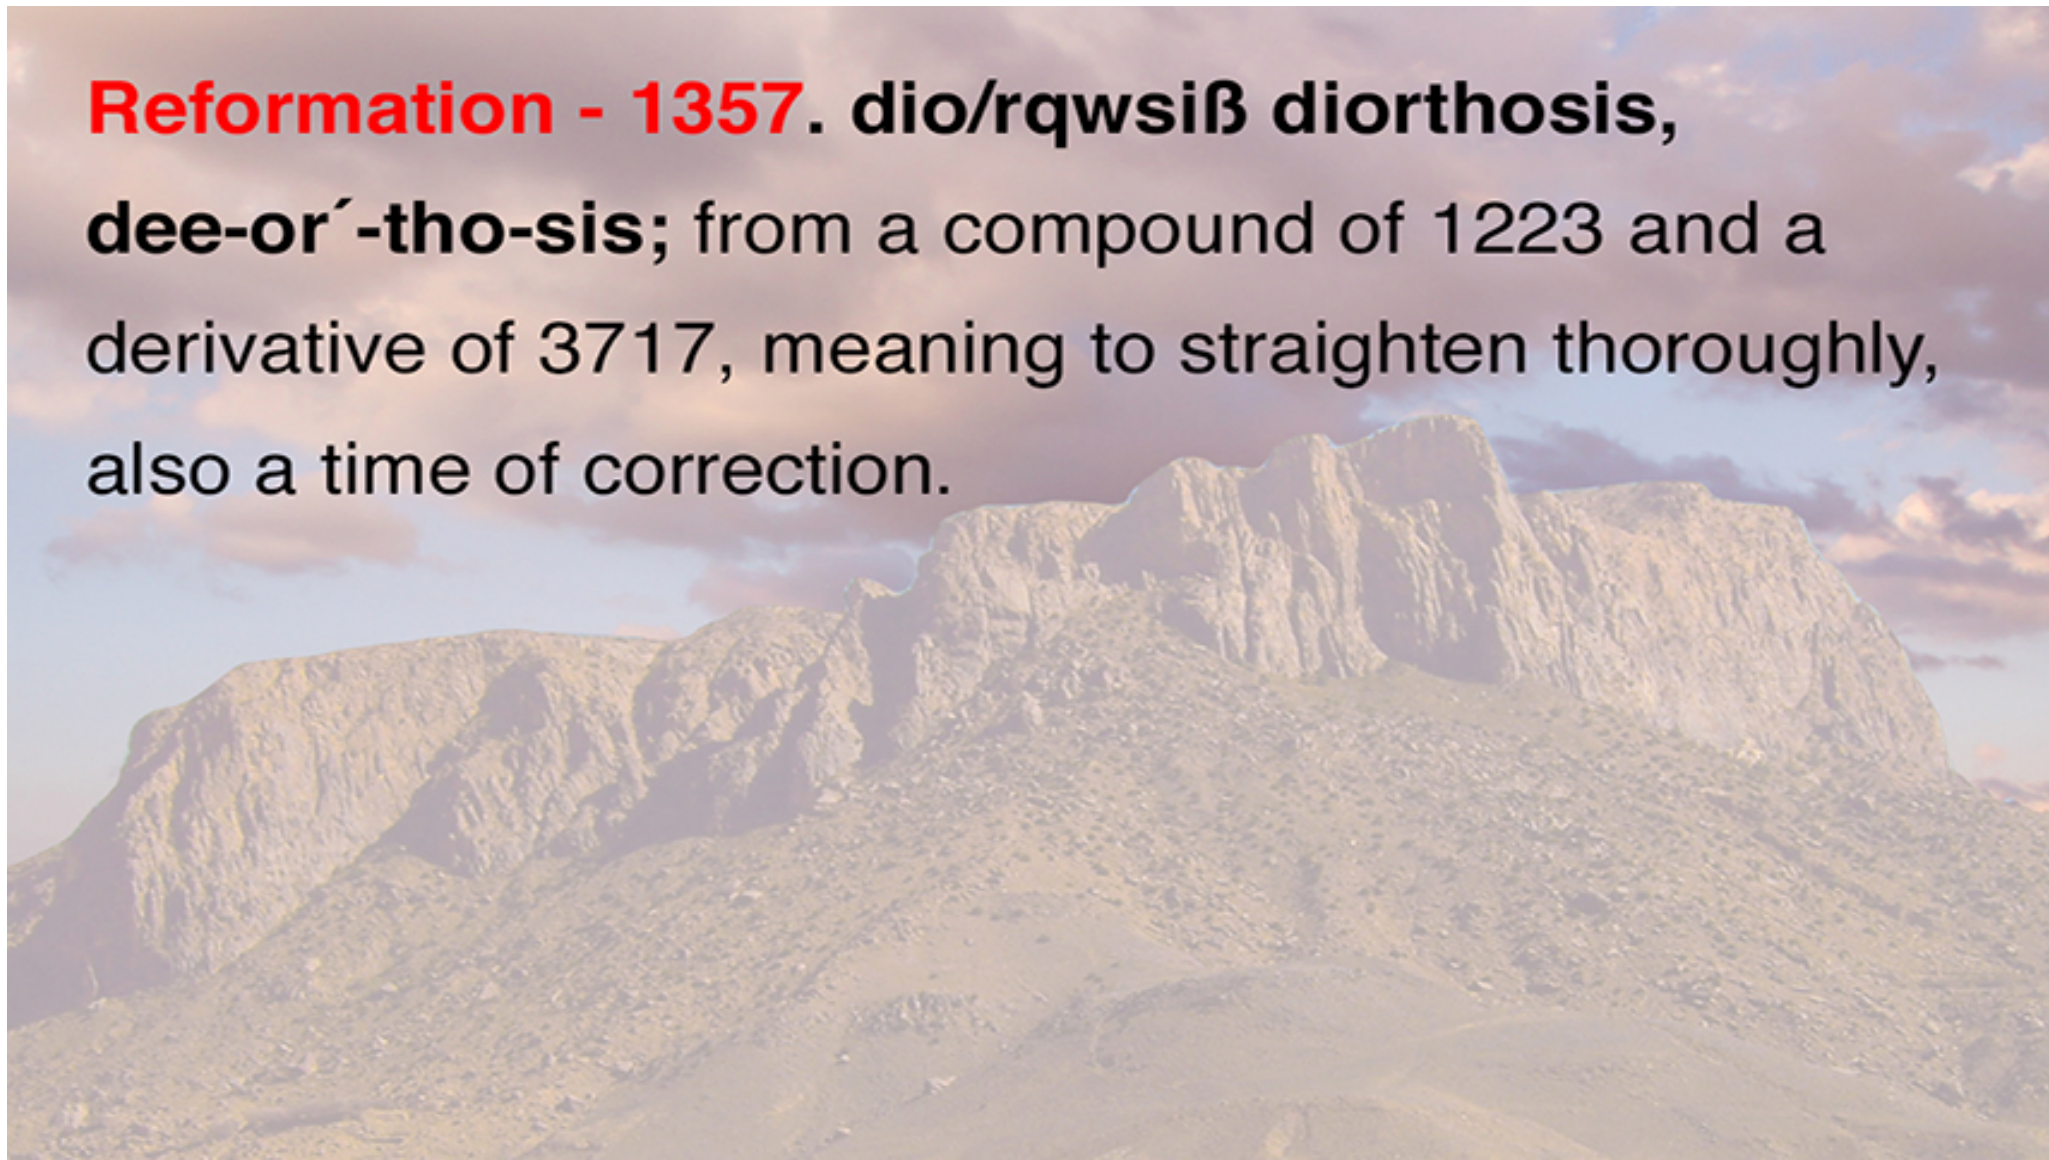 Reformation - 1357. dio/rqwsiß diorthosis,
dee-or´-tho-sis; from a compound of 1223 and a
derivative of 3717, meaning to straighten thoroughly,
also a time of correction.